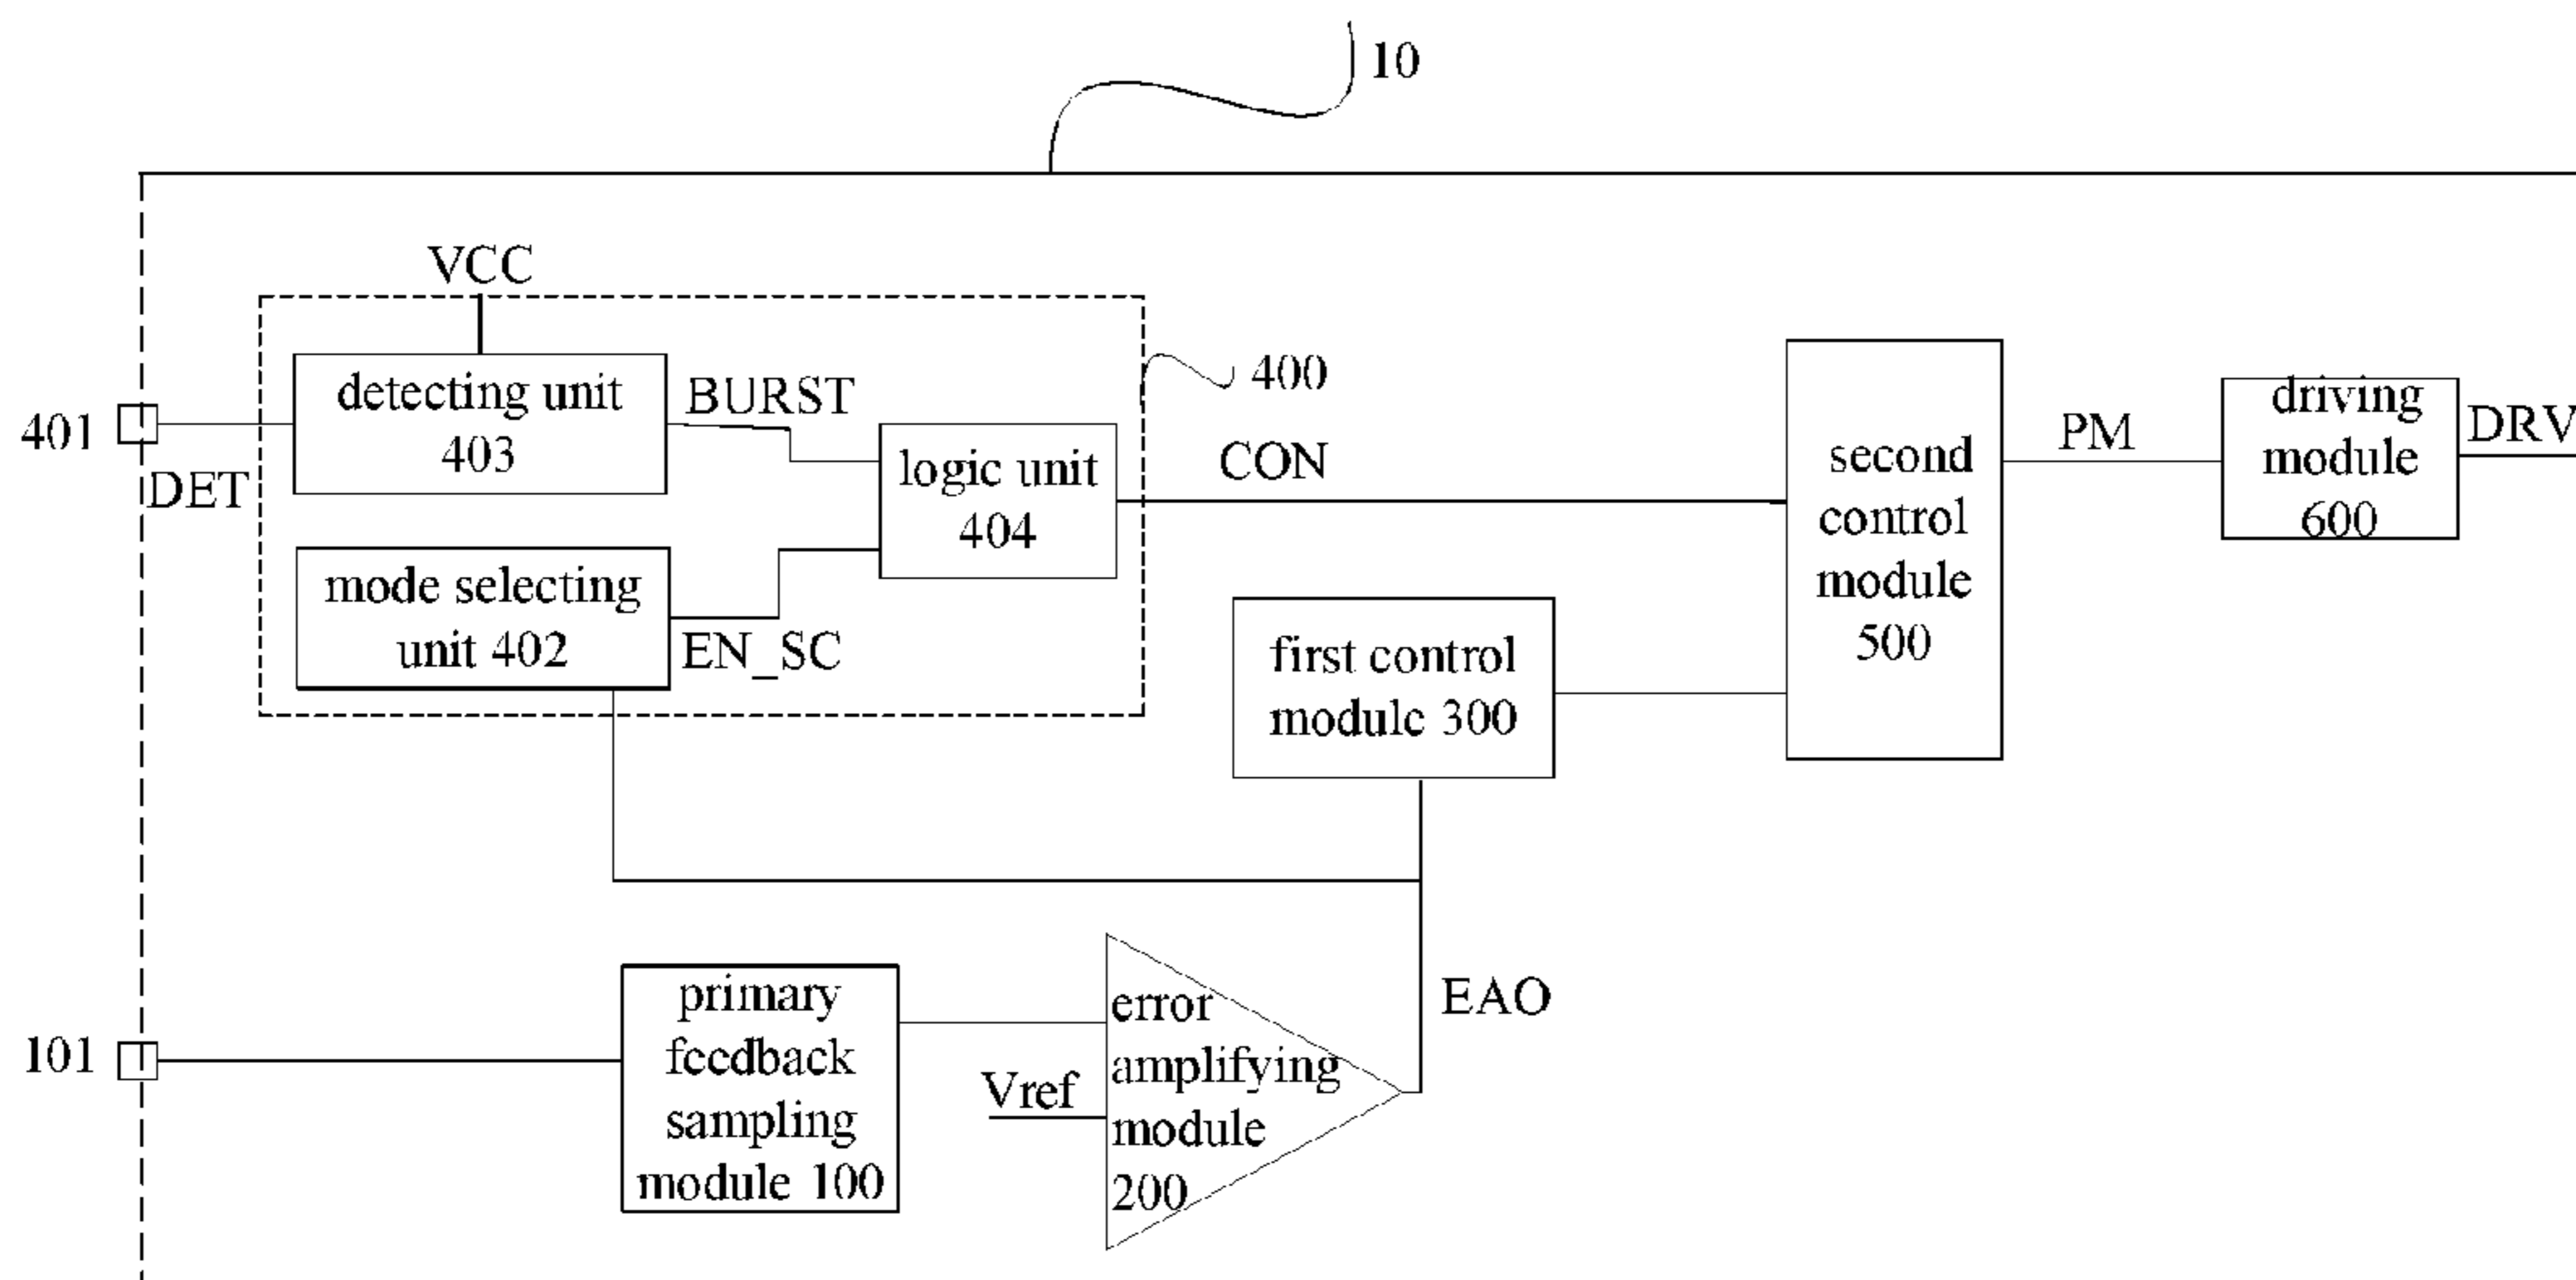 10
VCC
detecting unit
403
BURST
400
401
DET
logic unit
404
CON
second
control
module
500
PM
driving
module
600
DRV
mode selecting
unit 402
EN_SC
first control
module 300
EAO
101
primary
feedback
sampling
module 100
Vref
error
amplifying
module
200